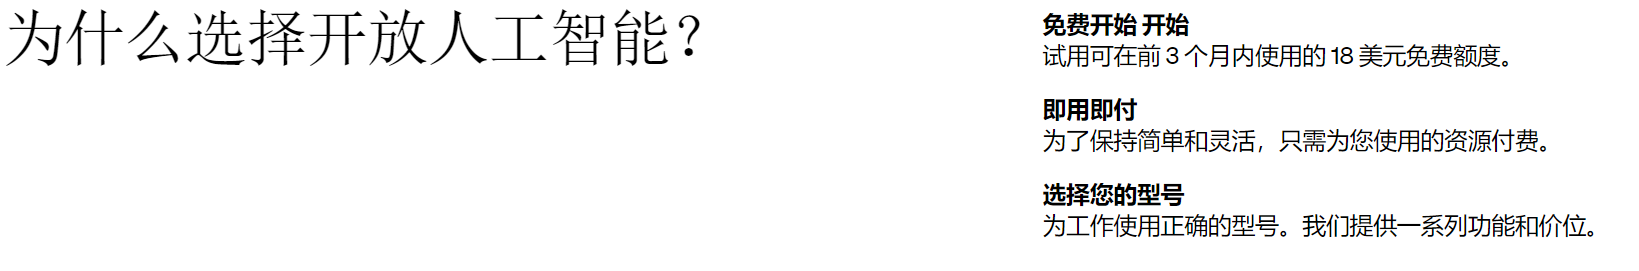 为什么选择开放人工智能？
免费开始 开始
试用可在前 3 个月内使用的 18 美元免费额度。
即用即付
为了保持简单和灵活，只需为您使用的资源付费。
选择您的型号
为工作使用正确的型号。我们提供一系列功能和价位。